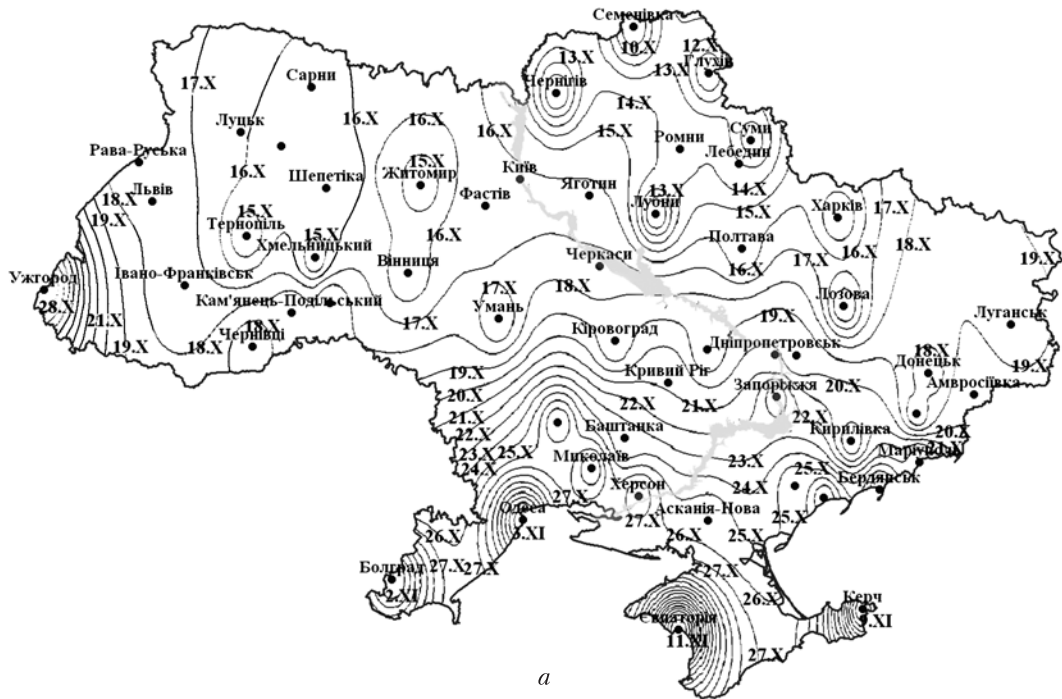 Семенівка
10.X
12.X
13.X
Глухів
13.X
Чернігів
17.X
Сарни
14.X
16.X
16.X
16.X
15.X
Луцьк
Суми
Ромни
Рава-Руська
15.X
Лебедин
16.X
Житомир
Київ
Шепетіка
Яготин
13.X
14.X
Львів
18.X
Фастів
Лубни
Харків
17.X
15.X
15.X
19.X
Тернопіль
16.X
Полтава
16.X
18.X
Хмельницький
15.X
Черкаси
16.X
17.X
19.X
Ужгород
Івано-Франківськ
Вінниця
17.X
18.X
Лозова
28.X
Кам'янець-Подільський
Умань
21.X
18.X
17.X
19.X
Луганськ
Чернівці
Кіровоград
19.X
18.X
Дніпропетровськ
18.X
Донецьк
19.X
19.X
Кривий Ріг
20.X
Амвросіївка
20.X
Запоріжжя
21.X
22.X
21.X
22.X
22.X
Баштанка
Кирилівка
20.X
23.X
25.X
21.X
24.X
Миколаїв
23.X
25.X
Маріуполь
Херсон
24.X
Бердянськ
27.X
Одеса
27.X
Асканія-Нова
25.X
3.XI
26.X
26.X
25.X
Болград
27.X
27.X
27.X
2.XI
26.X
Керч
Євпаторія
11.XI
27.X
а